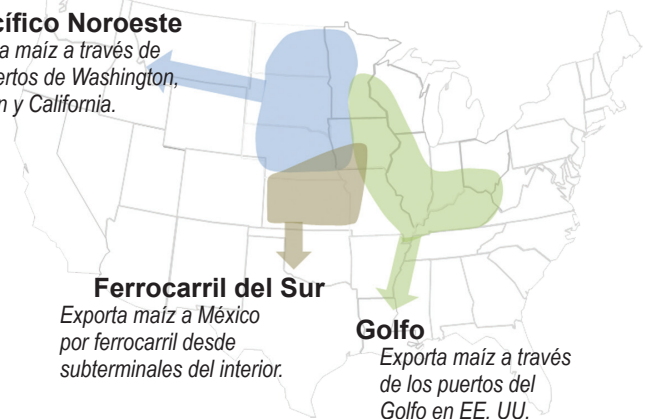 cífico Noroeste
a maíz a través de
ertos de Washington,
n y California.
Ferrocarril del Sur
Exporta maíz a México
por ferrocarril desde
subterminales del interior.
Golfo
Exporta maíz a través
de los puertos del
Golfo en EE. UU.